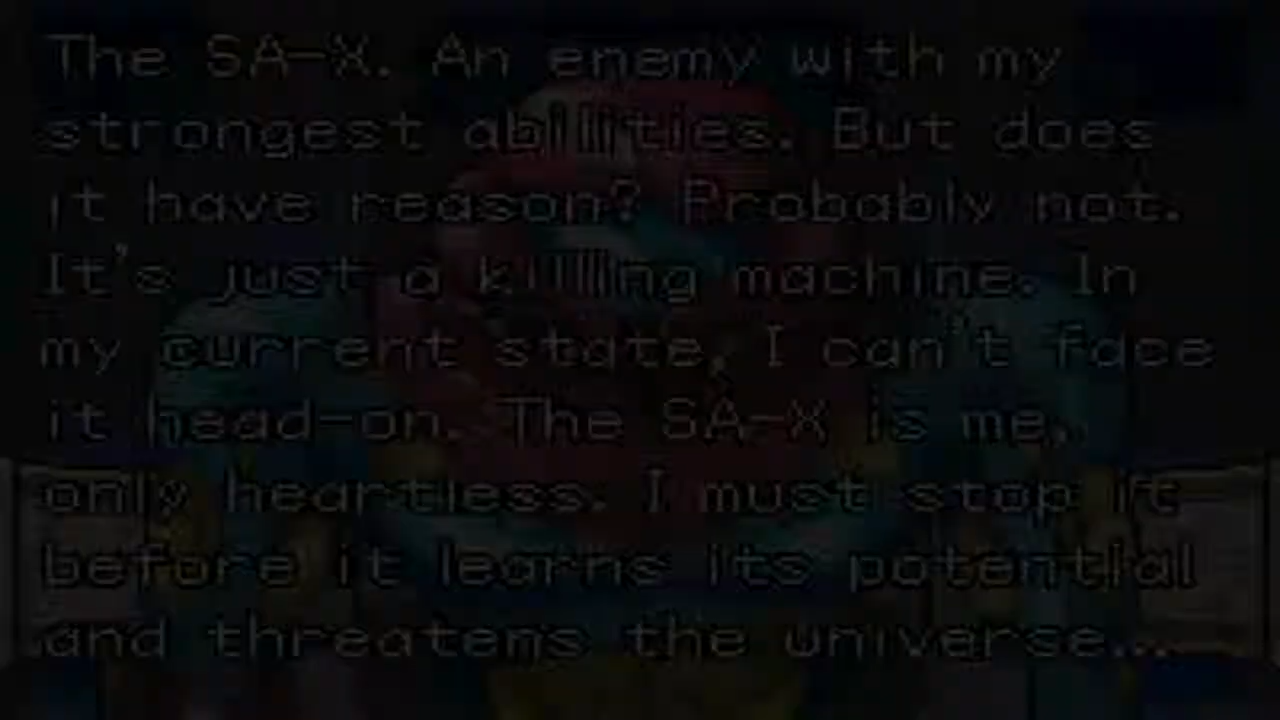 The SA-X. An enemy with my
strongest abilities. But does
it have reason? Probably not.
It's just a killing machine. In
my current state, I can't face
it head-on. The SA-X is me,
only heartless. I must stop it
before it learns its potential
and threatens the universe...